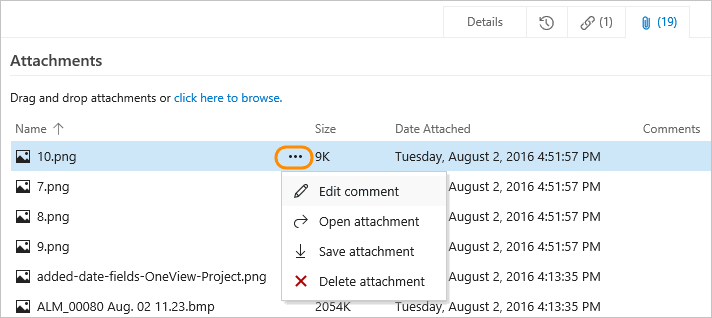 Details (1) (19)
Attachments
Drag and drop attachments or click here to browse.
Name Size Date Attached Comments
10.png ••• 9K Tuesday, August 2, 2016 4:51:57 PM
7.png Tuesday, August 2, 2016 4:51:57 PM
Edit comment
8.png Tuesday, August 2, 2016 4:51:57 PM
Open attachment
9.png Tuesday, August 2, 2016 4:51:57 PM
Save attachment
added-date-fields-OneView-Project.png Tuesday, August 2, 2016 4:13:35 PM
Delete attachment
ALM_00080 Aug. 02 11.23.bmp 2054K Tuesday, August 2, 2016 4:13:35 PM